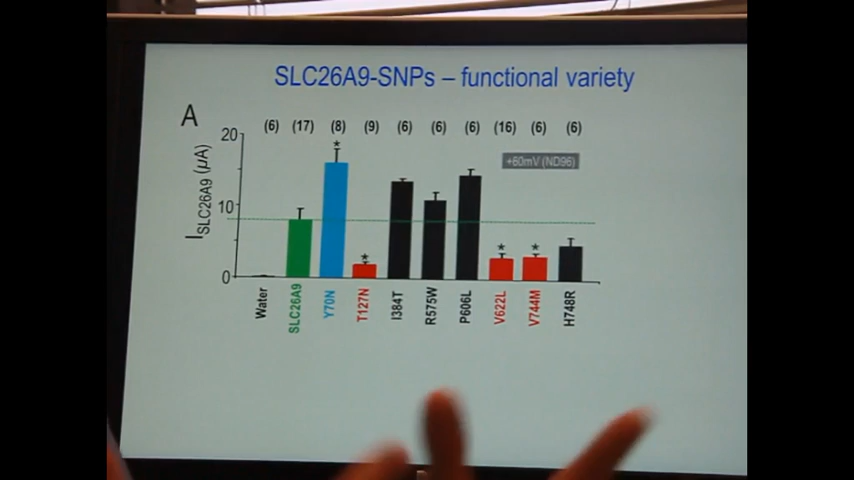 SLC26A9-SNPs – functional variety
A
(6) (17) (8) (9) (6) (6) (6) (16) (6) (6)
20
*
+60mV (ND96)
ISLC26A9 (µA)
10
* * *
0
Water SLC26A9 Y70N T127N I384T R575W P606L V622L V744M H748R